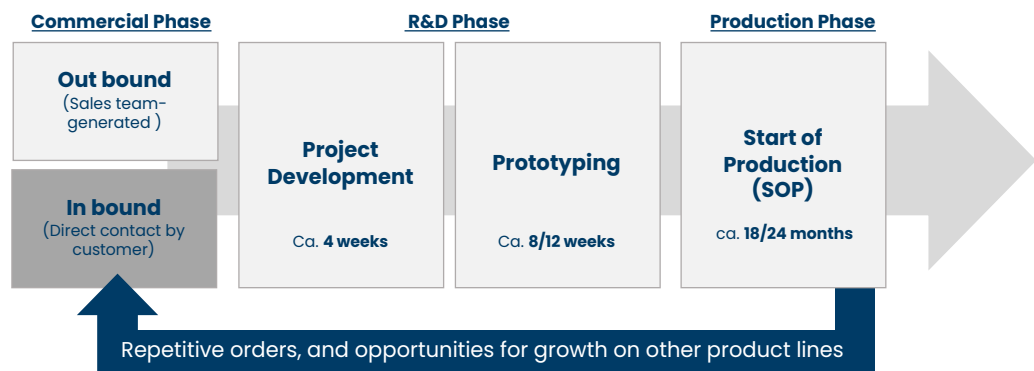 Commercial Phase
R&D Phase
Production Phase
Out bound
(Sales team-
generated )
In bound
(Direct contact by
customer)
Project
Development
Ca. 4 weeks
Prototyping
Ca. 8/12 weeks
Start of
Production
(SOP)
ca. 18/24 months
Repetitive orders, and opportunities for growth on other product lines